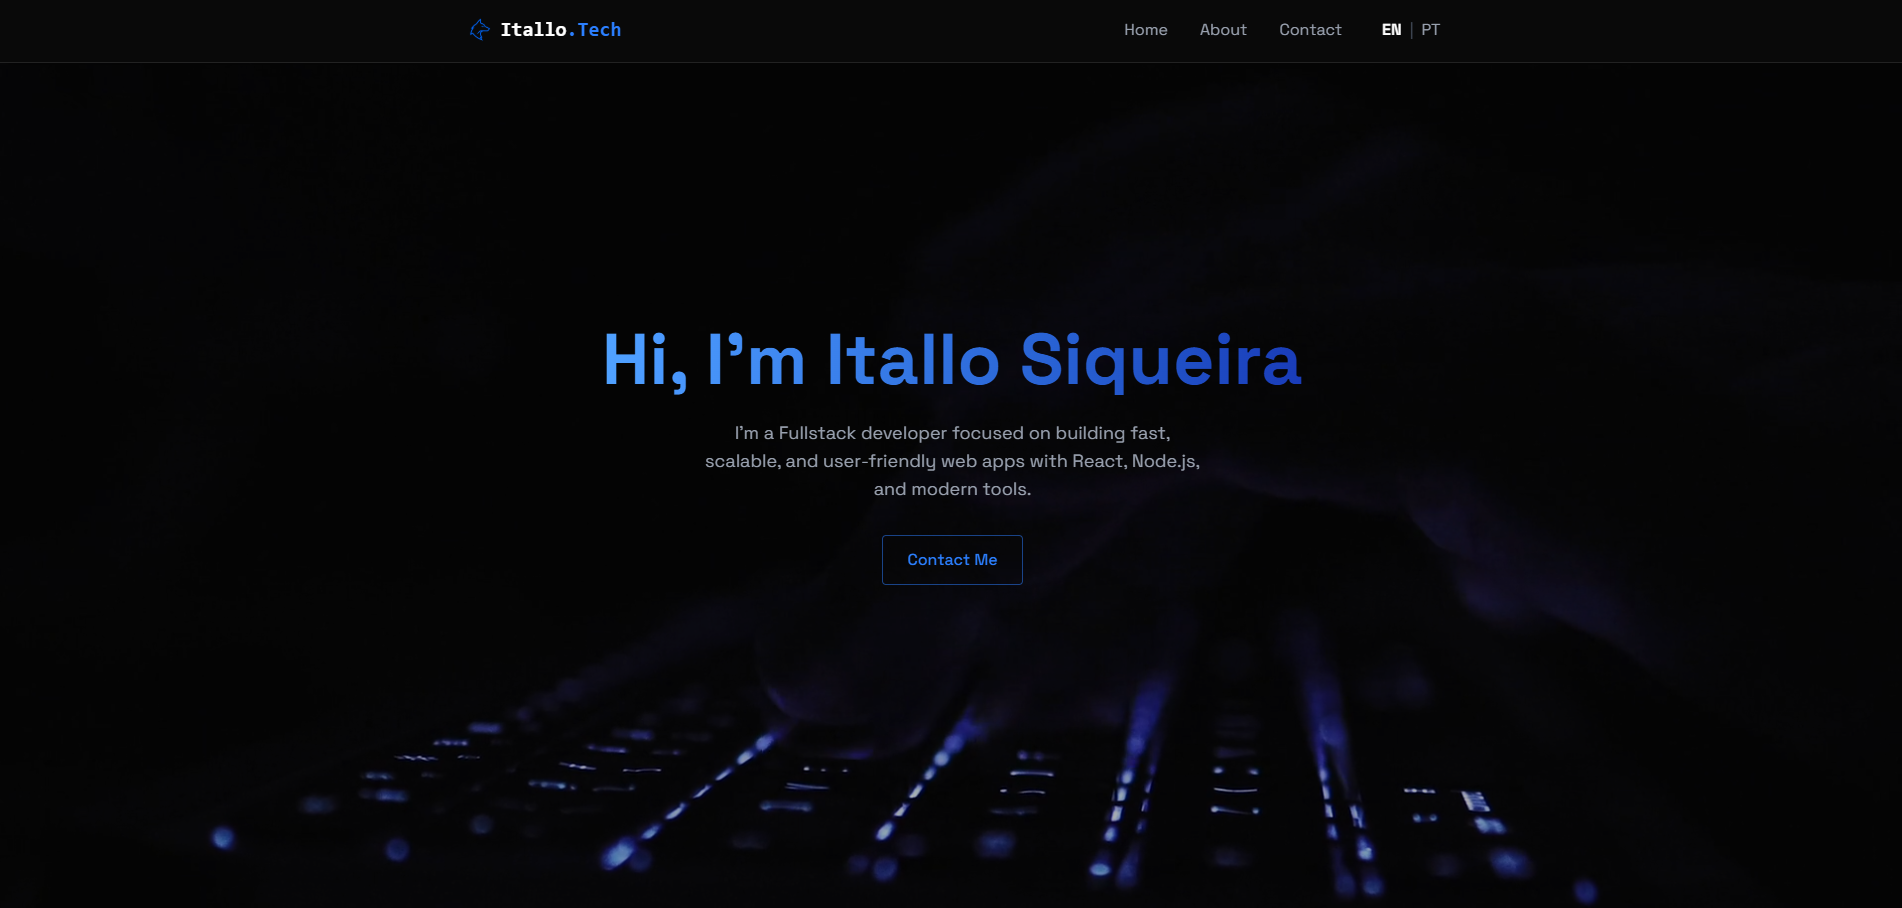 Itallo.Tech
Home About Contact EN | PT
Hi, I’m Itallo Siqueira
I’m a Fullstack developer focused on building fast,
scalable, and user-friendly web apps with React, Node.js,
and modern tools.
Contact Me